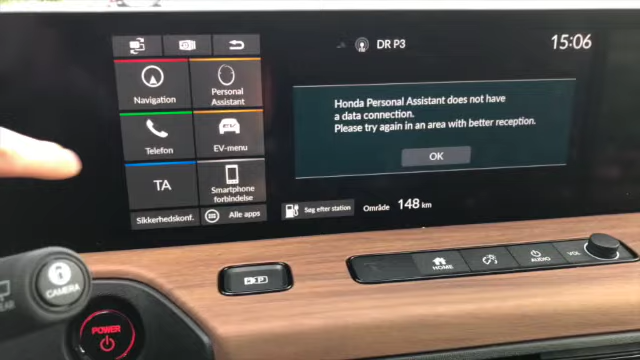 DR P3
15:06
Navigation
Personal
Assistant
Telefon
EV-menu
TA
Smartphone
forbindelse
Sikkerhedskonf.
Alle apps
Honda Personal Assistant does not have
a data connection.
Please try again in an area with better reception.
OK
Søg efter station
Område 148 km
HOME
AUDIO
VOL
CAMERA
POWER